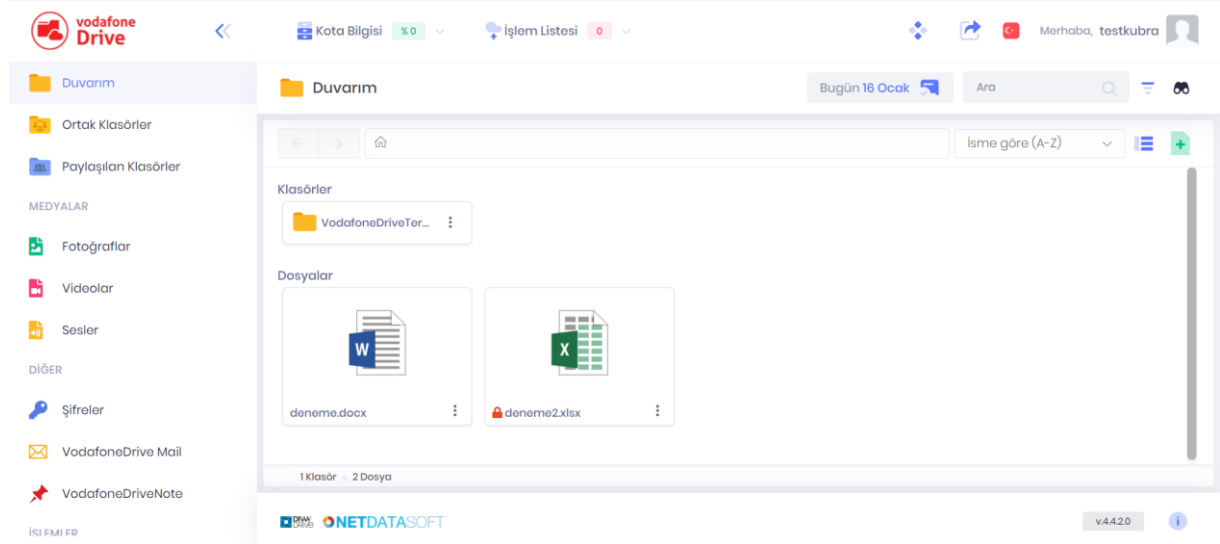 vodafone
Drive
Kota Bilgisi %0
İşlem Listesi 0
Merhaba, testkubra
Duvarım
Ortak Klasörler
Paylaşılan Klasörler
MEDYALAR
Fotoğraflar
Videolar
Sesler
DİĞER
Şifreler
VodafoneDrive Mail
VodafoneDriveNote
İŞLEMLER
Duvarım
Bugün 16 Ocak
Ara
İsme göre (A-Z)
Klasörler
VodafoneDriveTer...
Dosyalar
W
X
deneme.docx
deneme2.xlsx
1 Klasör 2 Dosya
NETDATASOFT
v.4.4.2.0
i